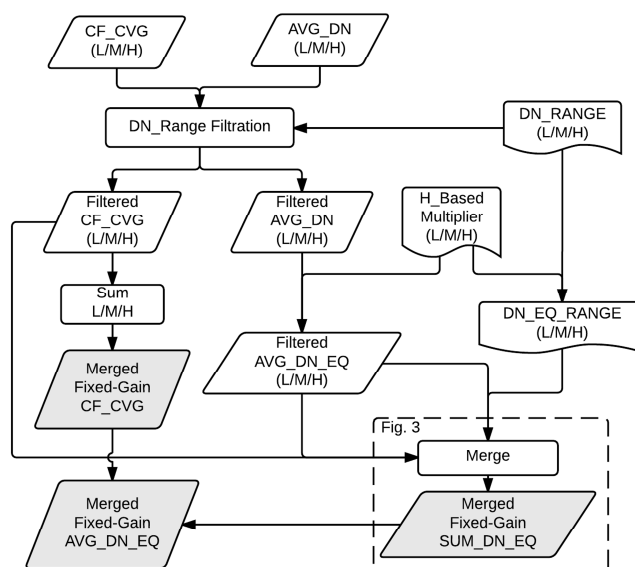 CF_CVG
(L/M/H)
AVG_DN
(L/M/H)
DN_Range Filtration
DN_RANGE
(L/M/H)
Filtered
CF_CVG
(L/M/H)
Filtered
AVG_DN
(L/M/H)
H_Based
Multiplier
(L/M/H)
Sum
L/M/H
DN_EQ_RANGE
(L/M/H)
Filtered
AVG_DN_EQ
(L/M/H)
Merged
Fixed-Gain
CF_CVG
Fig. 3
Merge
Merged
Fixed-Gain
AVG_DN_EQ
Merged
Fixed-Gain
SUM_DN_EQ